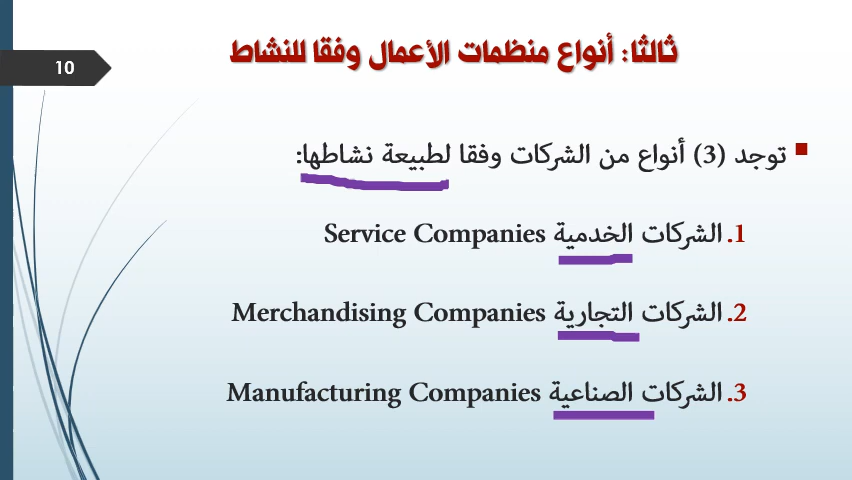 10
ثالثا: أنواع منظمات الأعمال وفقا للنشاط
توجد (3) أنواع من الشركات وفقا لطبيعة نشاطها:
1. الشركات الخدمية Service Companies
2. الشركات التجارية Merchandising Companies
3. الشركات الصناعية Manufacturing Companies